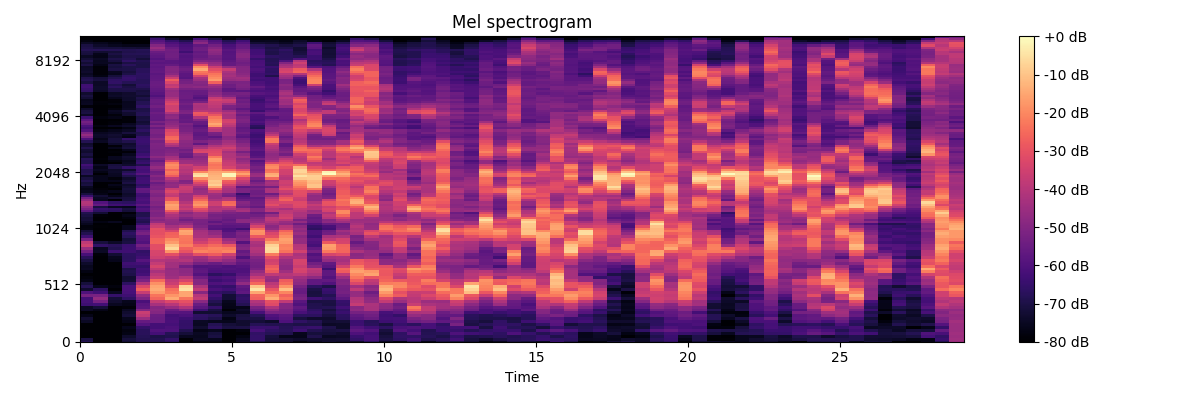 Mel spectrogram
+0 dB
8192
-10 dB
4096
-20 dB
-30 dB
2048
Hz
-40 dB
1024
-50 dB
-60 dB
512
-70 dB
0
-80 dB
0 5 10 15 20 25
Time